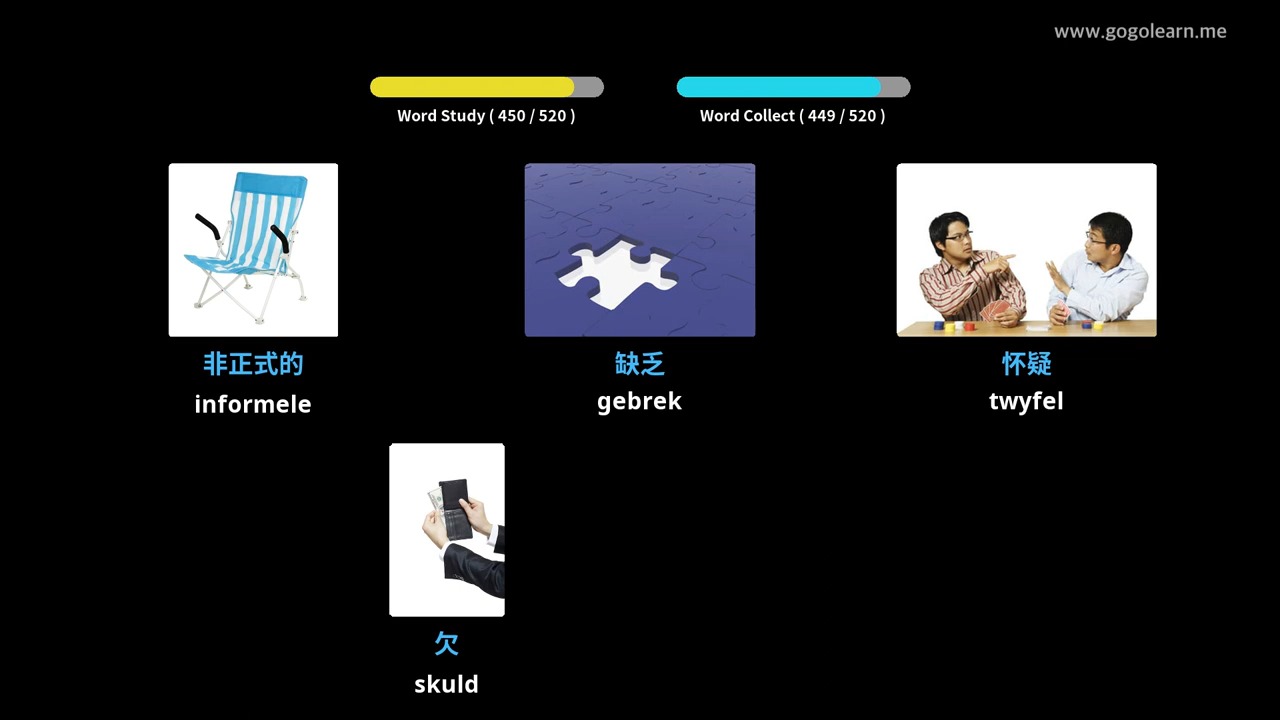 www.gogolearn.me
Word Study ( 450 / 520 )
Word Collect ( 449 / 520 )
非正式的
informele
缺乏
gebrek
怀疑
twyfel
欠
skuld